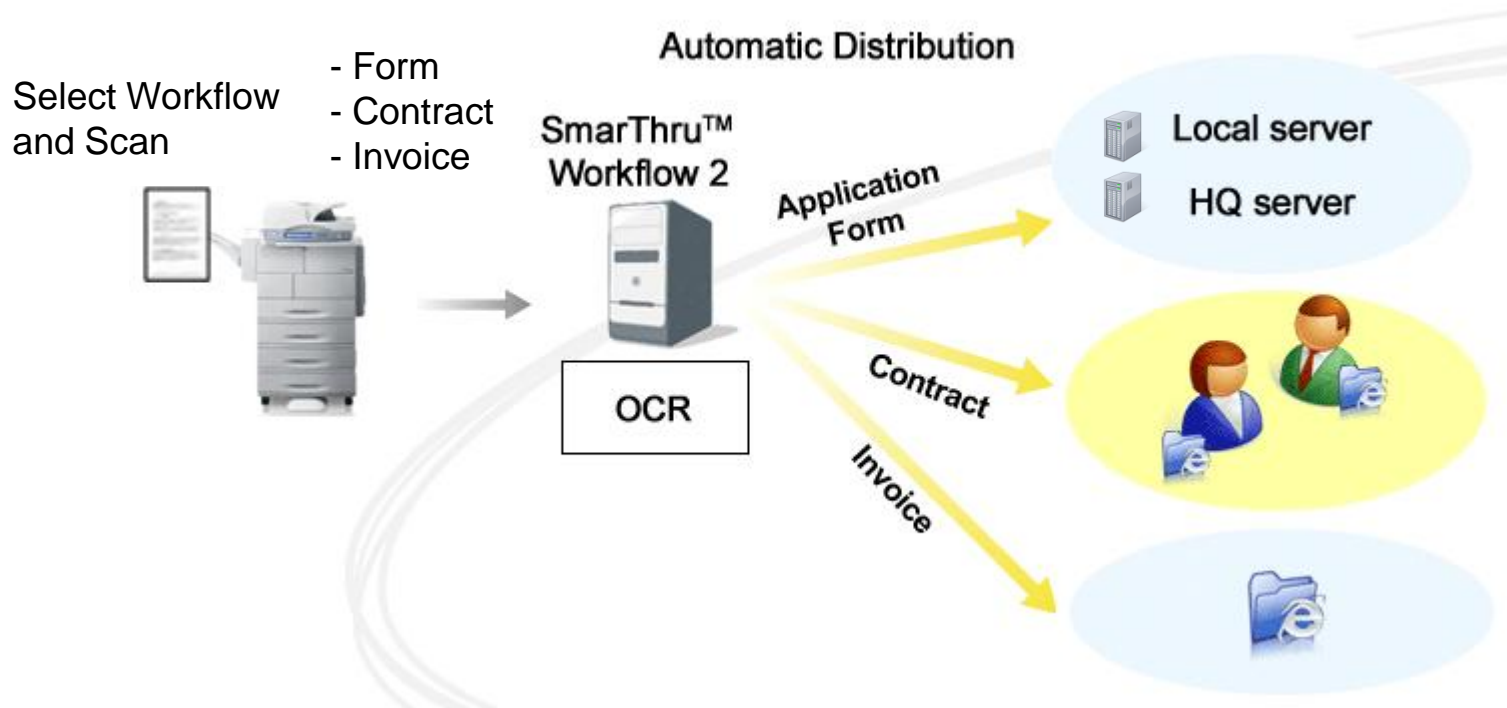 Automatic Distribution
Select Workflow
and Scan
- Form
- Contract
- Invoice
SmarThru™
Workflow 2
OCR
Application
Form
Contract
Invoice
Local server
HQ server